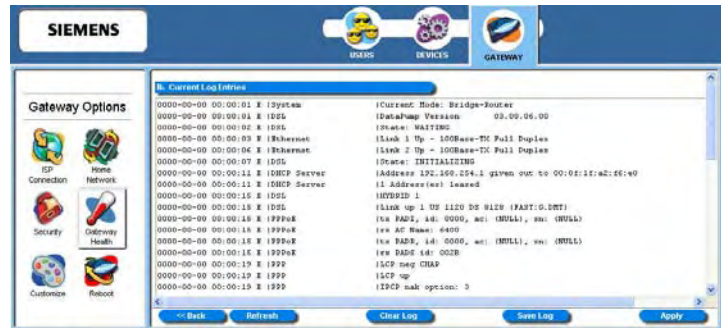 SIEMENS
USERS
DEVICES
GATEWAY
Gateway Options
ISP Connection
Home Network
Security
Gateway Health
Customize
Reboot
B. Current Log Entries
0000-00-00 00:00:01 E |System |Current Mode: Bridge-Router
0000-00-00 00:00:01 E |DSL |DataPump Version 03.00.06.00
0000-00-00 00:00:02 E |DSL |State: WAITING
0000-00-00 00:00:03 E |Ethernet |Link 1 Up - 100Base-TX Full Duplex
0000-00-00 00:00:06 E |Ethernet |Link 2 Up - 100Base-TX Full Duplex
0000-00-00 00:00:07 E |DSL |State: INITIALIZING
0000-00-00 00:00:11 E |DHCP Server |Address 192.168.254.1 given out to 00:0f:1f:a2:f6:e0
0000-00-00 00:00:11 E |DHCP Server |1 Address(es) leased
0000-00-00 00:00:15 E |DSL |HYBRID 1
0000-00-00 00:00:15 E |DSL |Link up 1 US 1120 DS 8128 (FAST:G.DMT)
0000-00-00 00:00:15 E |PPPoE |tx PADI, id: 0000, ac: (NULL), sn: (NULL)
0000-00-00 00:00:15 E |PPPoE |rx AC Name: 6400
0000-00-00 00:00:15 E |PPPoE |tx PADR, id: 0000, ac: (NULL), sn: (NULL)
0000-00-00 00:00:15 E |PPPoE |rx PADS id: 002B
0000-00-00 00:00:19 E |PPP |LCP neg CHAP
0000-00-00 00:00:19 E |PPP |LCP up
0000-00-00 00:00:19 E |PPP |IPCP nak option: 3
<< Back
Refresh
Clear Log
Save Log
Apply